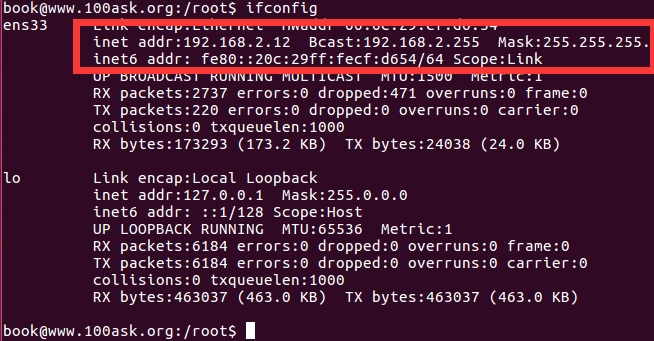 book@www.100ask.org:/root$ ifconfig
ens33 Link encap:Ethernet HWaddr 00:0c:29:cf:d6:54
inet addr:192.168.2.12 Bcast:192.168.2.255 Mask:255.255.255.
inet6 addr: fe80::20c:29ff:fecf:d654/64 Scope:Link
UP BROADCAST RUNNING MULTICAST MTU:1500 Metric:1
RX packets:2737 errors:0 dropped:471 overruns:0 frame:0
TX packets:220 errors:0 dropped:0 overruns:0 carrier:0
collisions:0 txqueuelen:1000
RX bytes:173293 (173.2 KB) TX bytes:24038 (24.0 KB)
lo Link encap:Local Loopback
inet addr:127.0.0.1 Mask:255.0.0.0
inet6 addr: ::1/128 Scope:Host
UP LOOPBACK RUNNING MTU:65536 Metric:1
RX packets:6184 errors:0 dropped:0 overruns:0 frame:0
TX packets:6184 errors:0 dropped:0 overruns:0 carrier:0
collisions:0 txqueuelen:1000
RX bytes:463037 (463.0 KB) TX bytes:463037 (463.0 KB)
book@www.100ask.org:/root$